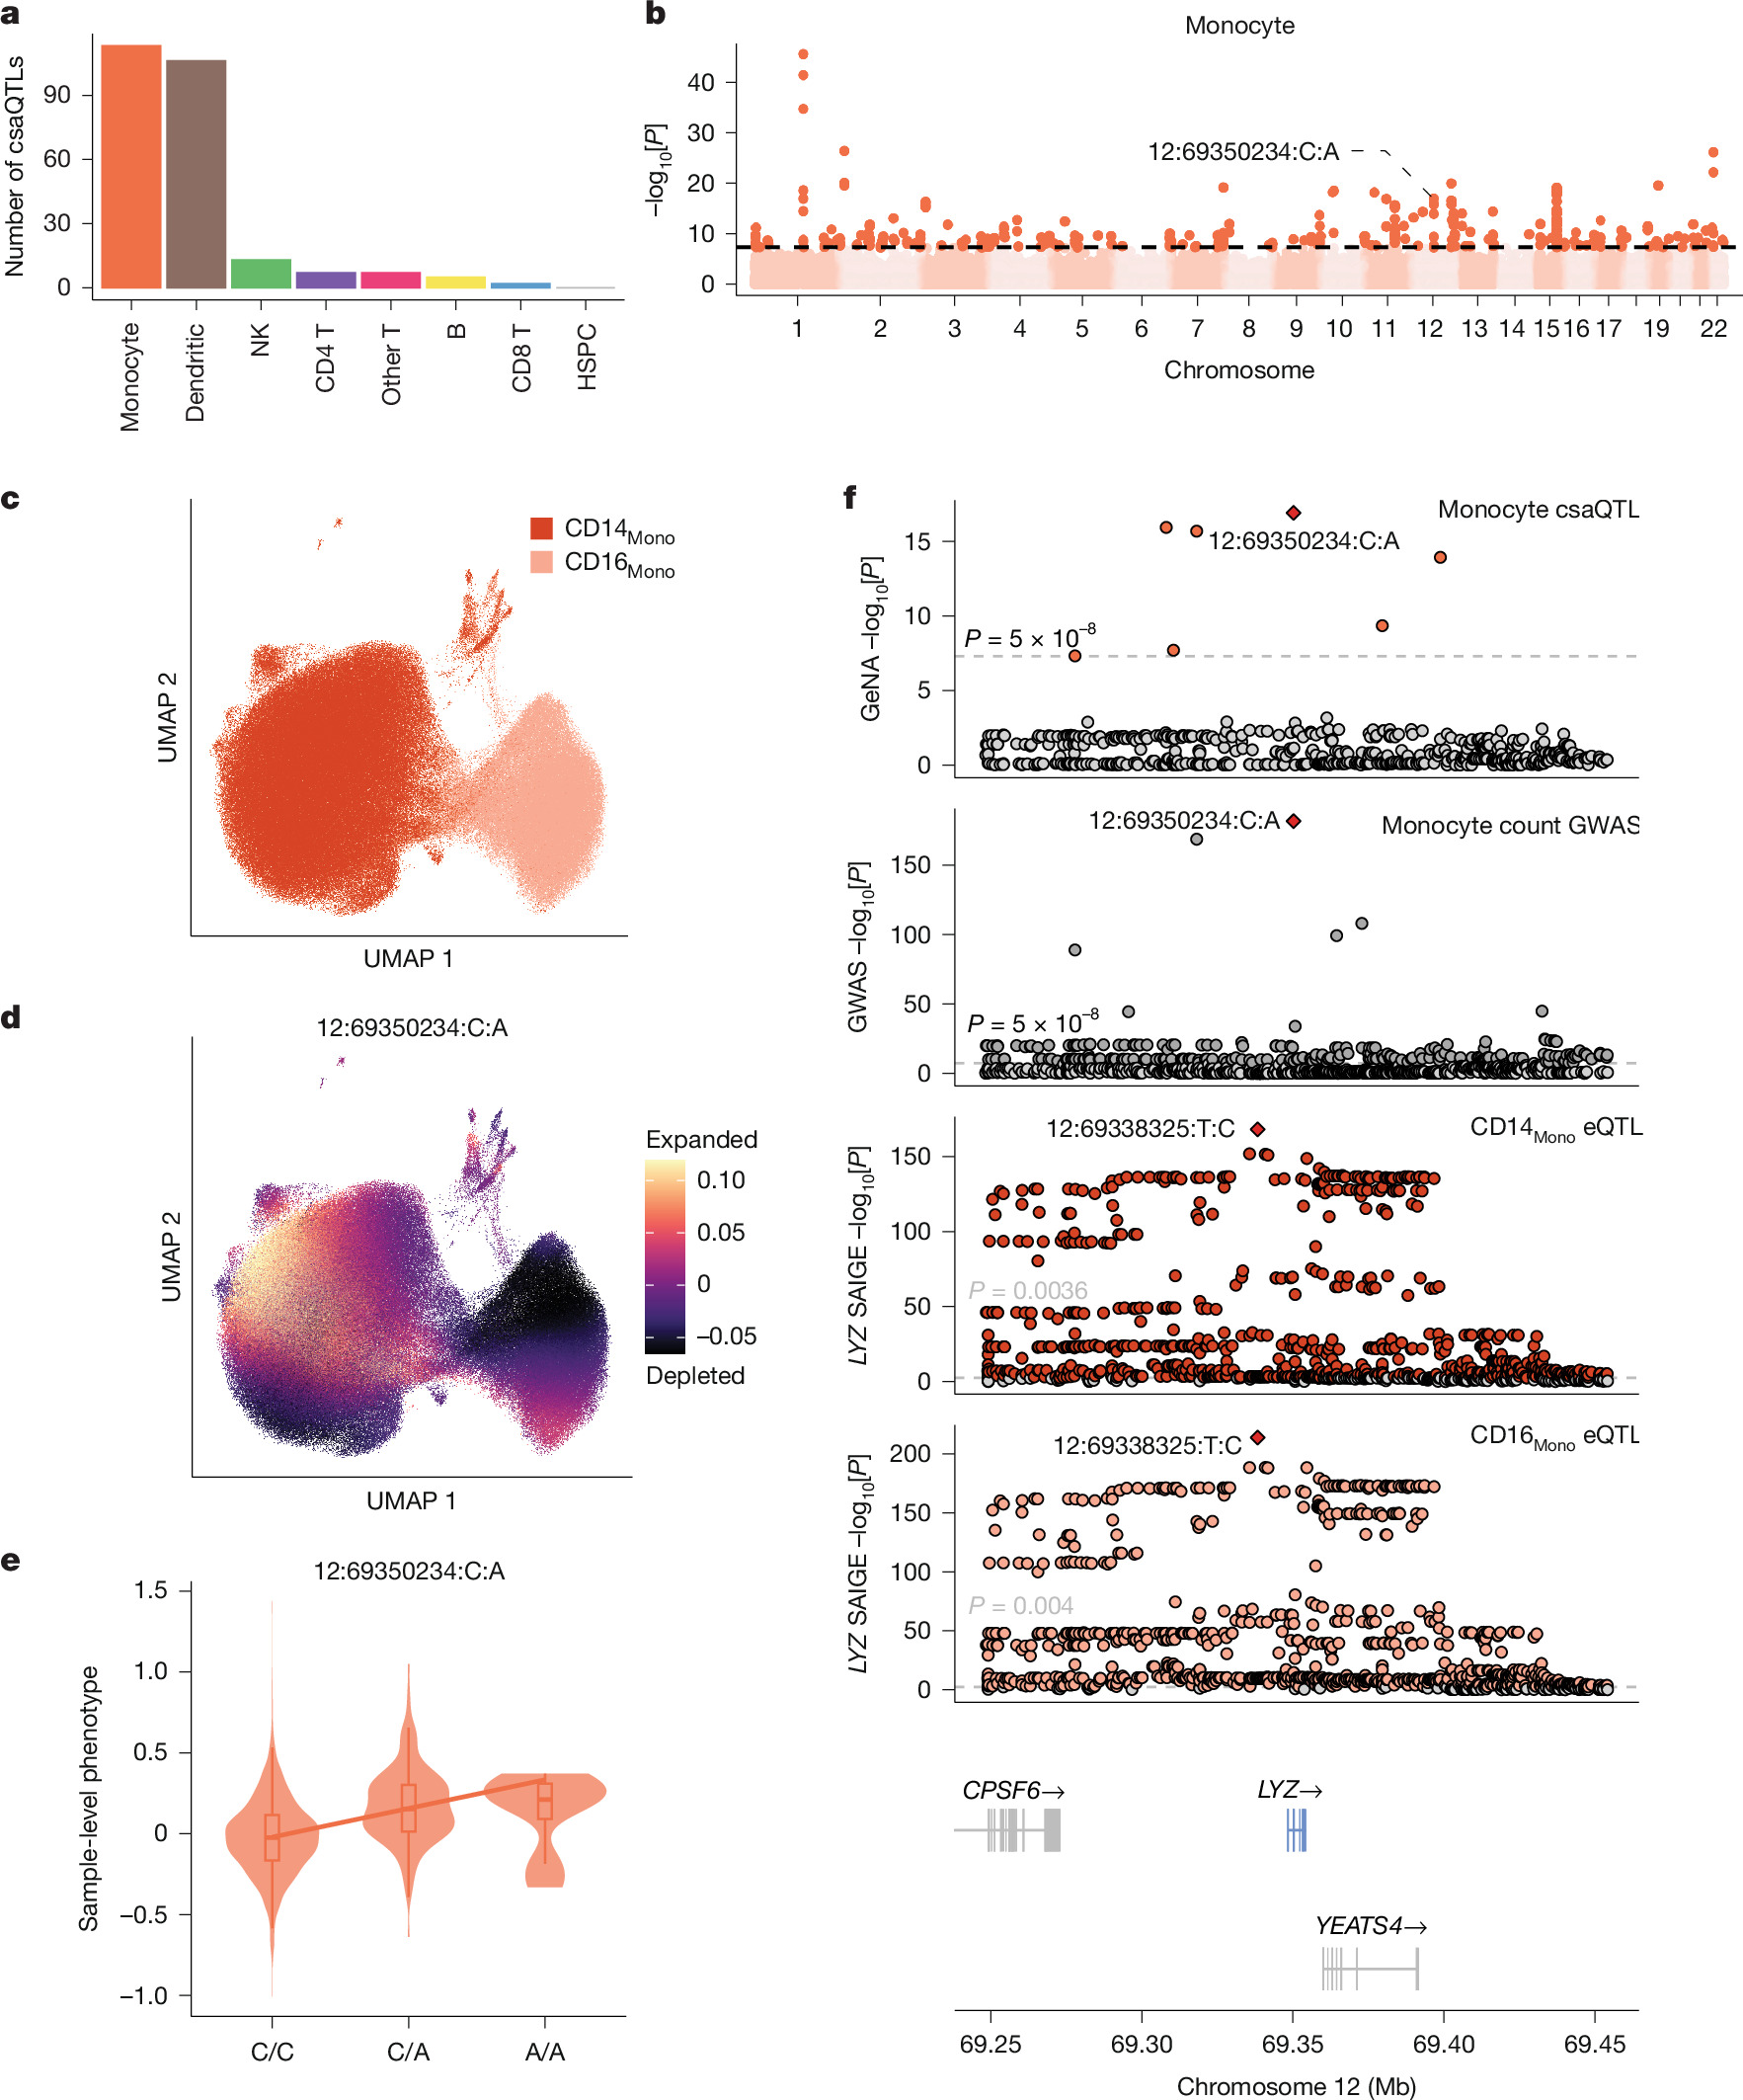 a
Number of csaQTLs
90
60
30
0
Monocyte
Dendritic
NK
CD4 T
Other T
B
CD8 T
HSPC
b
Monocyte
–log10[P]
40
30
20
10
0
12:69350234:C:A
1 2 3 4 5 6 7 8 9 10 11 12 13 14 15 16 17 19 22
Chromosome
c
CD14Mono
CD16Mono
UMAP 2
UMAP 1
d
12:69350234:C:A
UMAP 2
UMAP 1
Expanded
0.10
0.05
0
–0.05
Depleted
e
12:69350234:C:A
Sample-level phenotype
1.5
1.0
0.5
0
–0.5
–1.0
C/C C/A A/A
f
Monocyte csaQTL
GeNA –log10[P]
15
10
5
0
12:69350234:C:A
P = 5 × 10–8
Monocyte count GWAS
GWAS –log10[P]
150
100
50
0
12:69350234:C:A
P = 5 × 10–8
CD14Mono eQTL
LYZ SAIGE –log10[P]
150
100
50
0
12:69338325:T:C
P = 0.0036
CD16Mono eQTL
LYZ SAIGE –log10[P]
200
150
100
50
0
12:69338325:T:C
P = 0.004
CPSF6→
LYZ→
YEATS4→
69.25 69.30 69.35 69.40 69.45
Chromosome 12 (Mb)